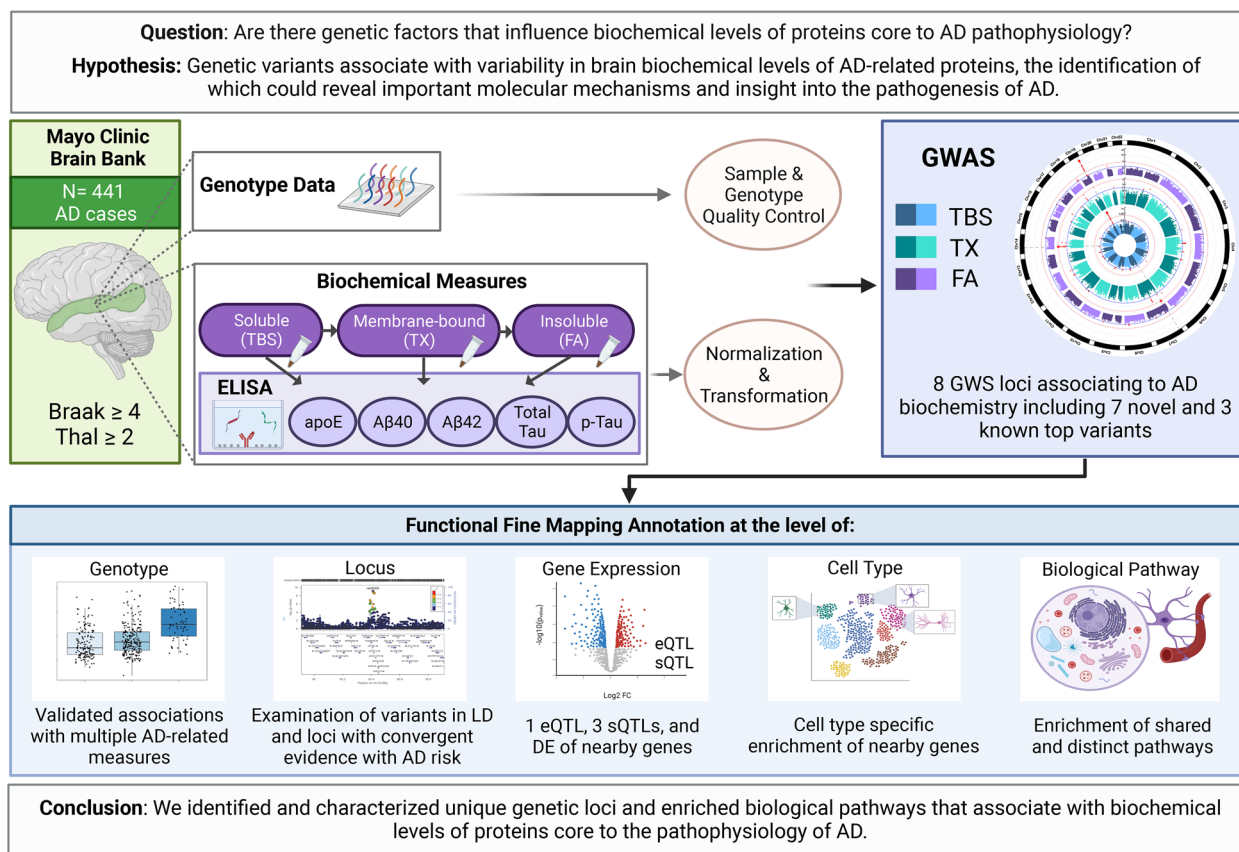 Question: Are there genetic factors that influence biochemical levels of proteins core to AD pathophysiology?
Hypothesis: Genetic variants associate with variability in brain biochemical levels of AD-related proteins, the identification of
which could reveal important molecular mechanisms and insight into the pathogenesis of AD.
Mayo Clinic
Brain Bank
N= 441
AD cases
Braak ≥ 4
Thal ≥ 2
Genotype Data
Biochemical Measures
Soluble
(TBS)
Membrane-bound
(TX)
Insoluble
(FA)
ELISA
apoE
Aβ40
Aβ42
Total
Tau
p-Tau
Sample &
Genotype
Quality Control
Normalization
&
Transformation
GWAS
TBS
TX
FA
8 GWS loci associating to AD
biochemistry including 7 novel and 3
known top variants
Functional Fine Mapping Annotation at the level of:
Genotype
Validated associations
with multiple AD-related
measures
Locus
Examination of variants in LD
and loci with convergent
evidence with AD risk
Gene Expression
-log10(pvalue)
eQTL
sQTL
Log2 FC
1 eQTL, 3 sQTLs, and
DE of nearby genes
Cell Type
Cell type specific
enrichment of nearby genes
Biological Pathway
Enrichment of shared
and distinct pathways
Conclusion: We identified and characterized unique genetic loci and enriched biological pathways that associate with biochemical
levels of proteins core to the pathophysiology of AD.